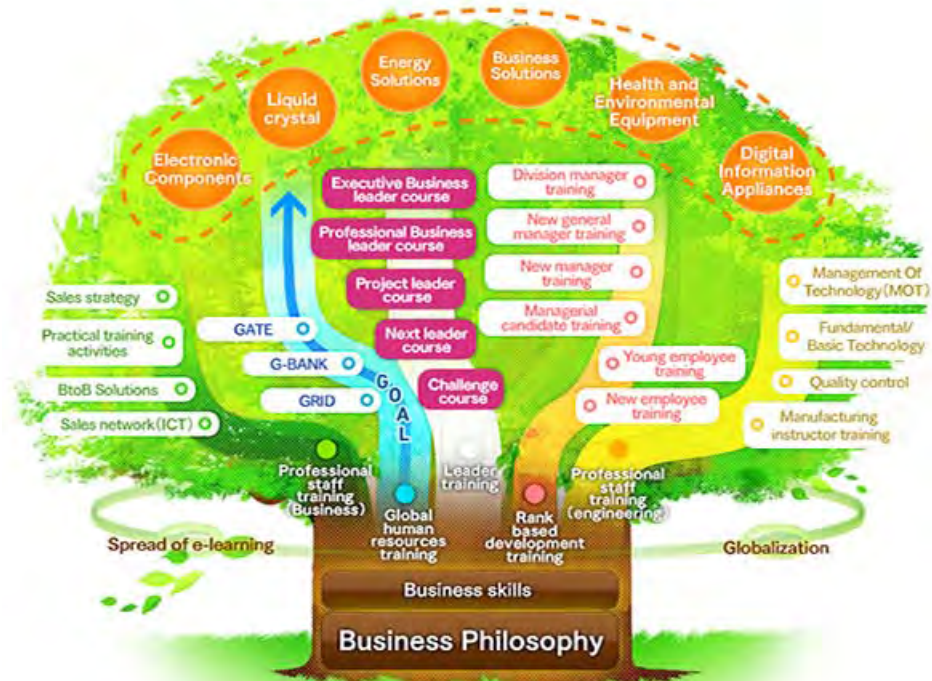 Energy
Solutions
Business
Solutions
Liquid
crystal
Health and
Environmental
Equipment
Electronic
Components
Digital
Information
Appliances
Executive Business
leader course
Professional Business
leader course
Project leader
course
Next leader
course
Challenge
course
Division manager
training
New general
manager training
New manager
training
Managerial
candidate training
Young employee
training
New employee
training
Sales strategy
Practical training
activities
BtoB Solutions
Sales network(ICT)
GATE
G-BANK
GRID
GOAL
Management Of
Technology(MOT)
Fundamental/
Basic Technology
Quality control
Manufacturing
instructor training
Professional
staff
training
(Business)
Global
human
resources
training
Leader
training
Rank
based
development
training
Professional
staff
training
(engineering)
Spread of e-learning
Globalization
Business skills
Business Philosophy